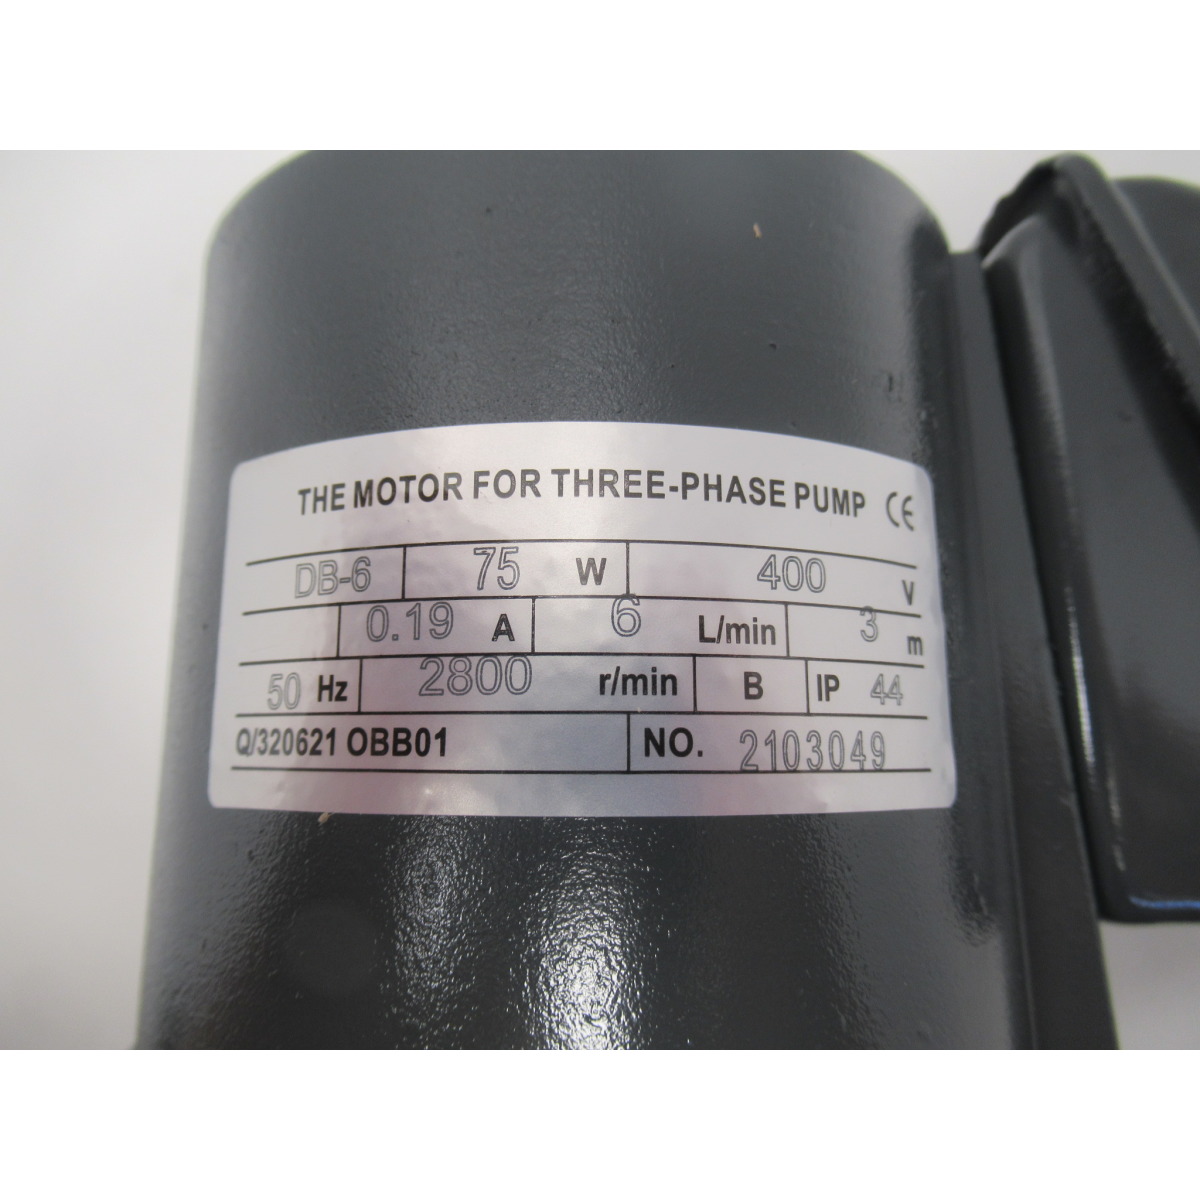 THE MOTOR FOR THREE-PHASE PUMP CE
DB-6 75 W 400 V
0.19 A 6 L/min 3 m
50 Hz 2800 r/min B IP 44
Q/320621 OBB01 NO. 2103049